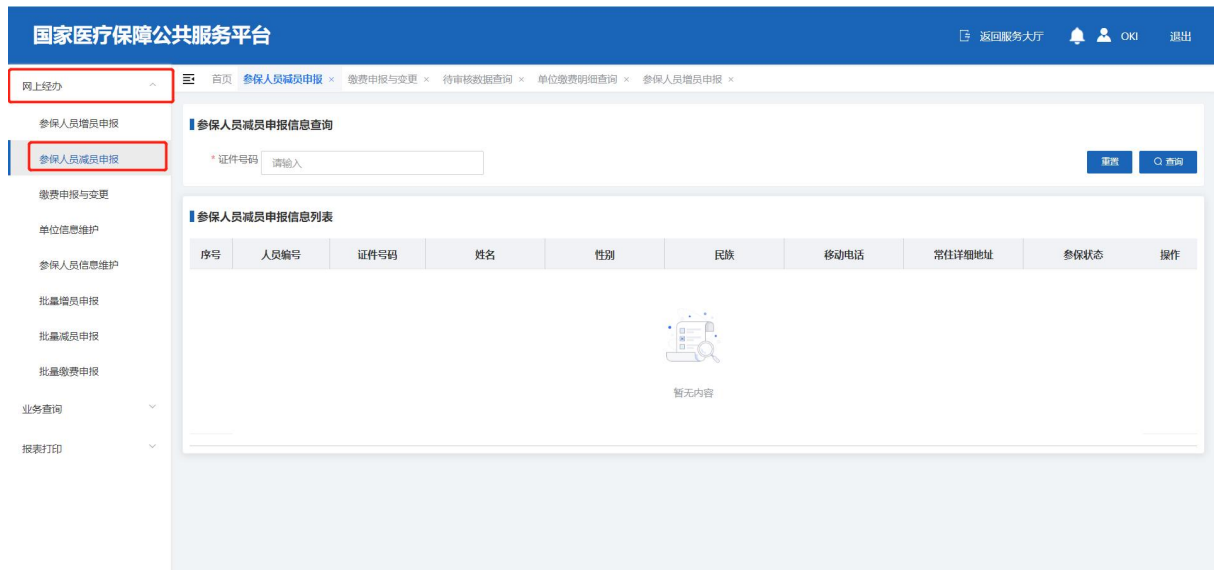 国家医疗保障公共服务平台
返回服务大厅 OKI 退出
网上经办
参保人员增员申报
参保人员减员申报
缴费申报与变更
单位信息维护
参保人员信息维护
批量增员申报
批量减员申报
批量缴费申报
业务查询
报表打印
首页 参保人员减员申报 × 缴费申报与变更 × 待审核数据查询 × 单位缴费明细查询 × 参保人员增员申报 ×
参保人员减员申报信息查询
* 证件号码 请输入 重置 查询
参保人员减员申报信息列表
序号 人员编号 证件号码 姓名 性别 民族 移动电话 常住详细地址 参保状态 操作
暂无内容